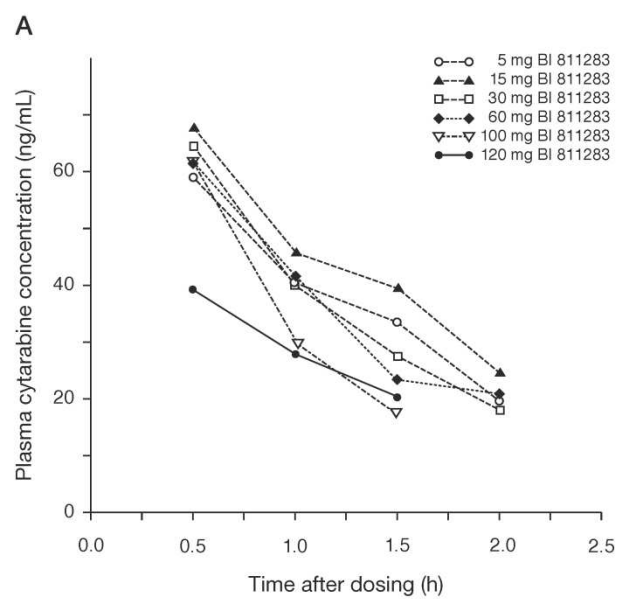 A
5 mg BI 811283
15 mg BI 811283
30 mg BI 811283
60 mg BI 811283
100 mg BI 811283
120 mg BI 811283
Plasma cytarabine concentration (ng/mL)
60
40
20
0
0.0 0.5 1.0 1.5 2.0 2.5
Time after dosing (h)